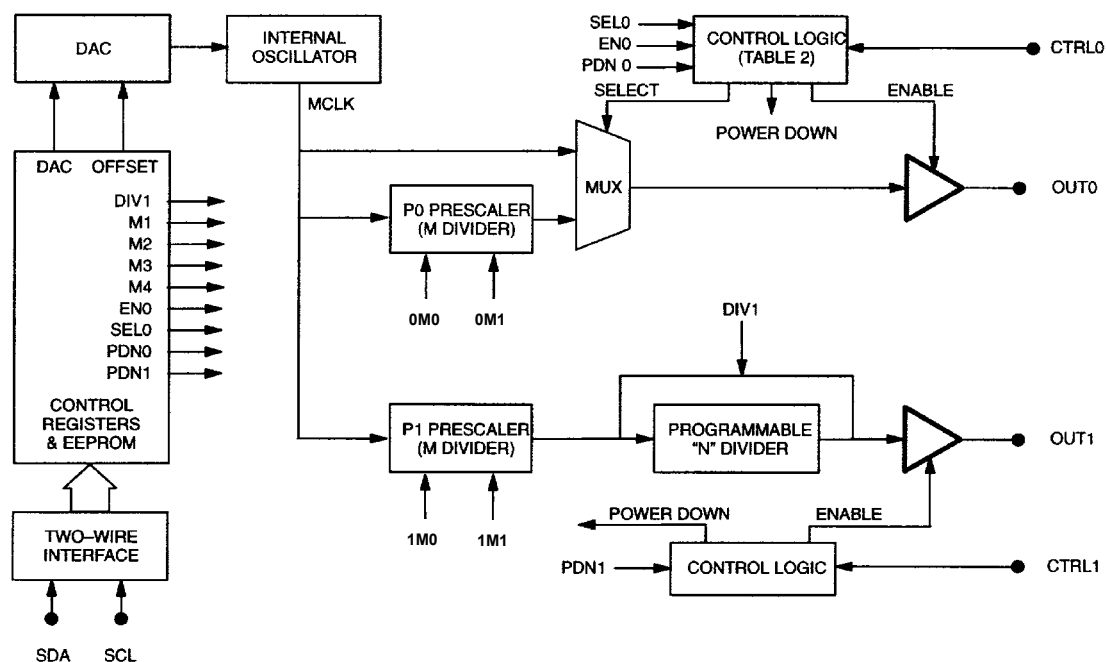 DAC
INTERNAL
OSCILLATOR
MCLK
SEL0
EN0
PDN 0
CONTROL LOGIC
(TABLE 2)
CTRL0
SELECT
ENABLE
POWER DOWN
DAC OFFSET
DIV1
M1
M2
M3
M4
EN0
SEL0
PDN0
PDN1
CONTROL
REGISTERS
& EEPROM
P0 PRESCALER
(M DIVIDER)
0M0 0M1
MUX
OUT0
DIV1
P1 PRESCALER
(M DIVIDER)
1M0 1M1
PROGRAMMABLE
"N" DIVIDER
OUT1
POWER DOWN
ENABLE
PDN1
CONTROL LOGIC
CTRL1
TWO–WIRE
INTERFACE
SDA SCL